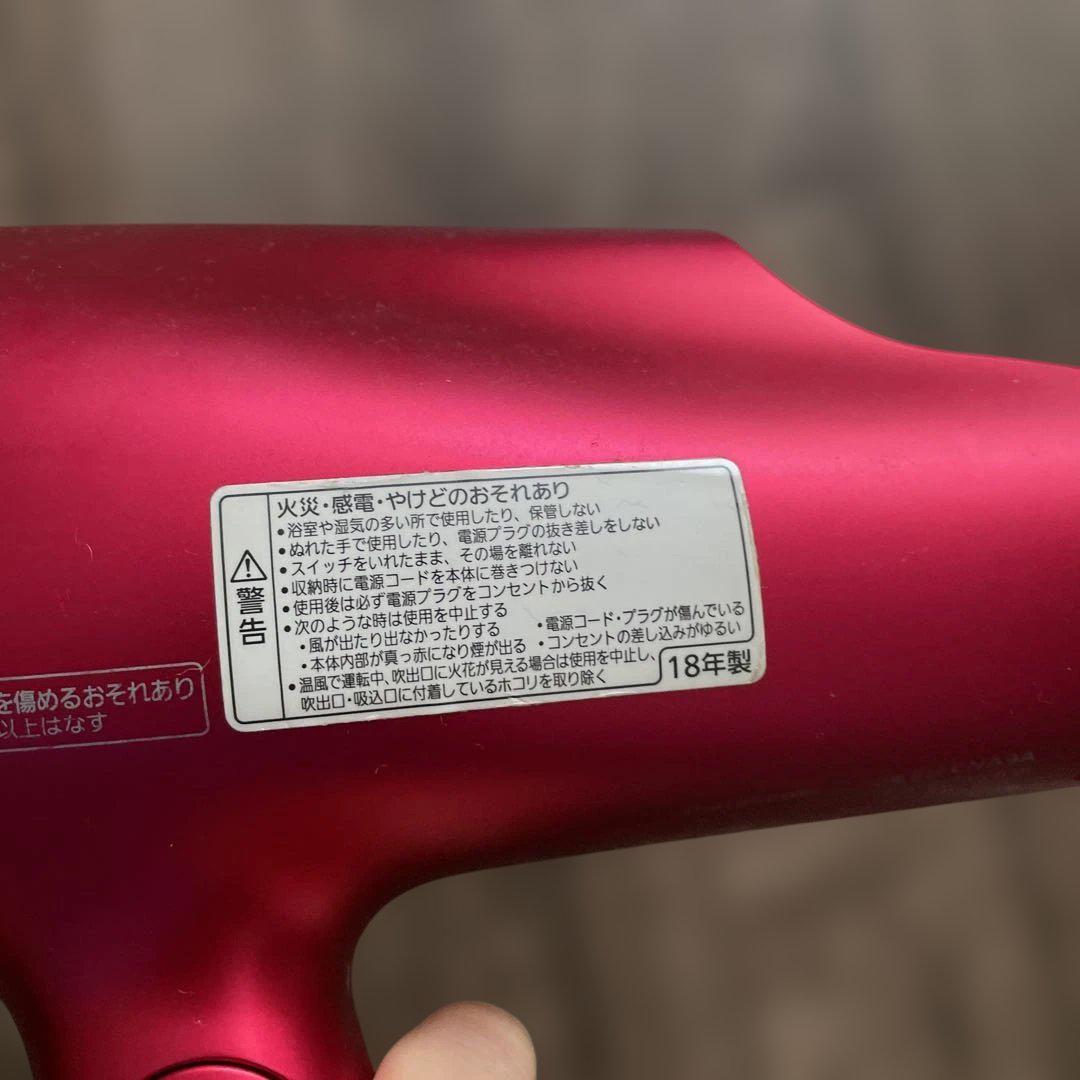 警告
火災・感電・やけどのおそれあり
•浴室や湿気の多い所で使用したり、保管しない
•ぬれた手で使用したり、電源プラグの抜き差しをしない
•スイッチをいれたまま、その場を離れない
•収納時に電源コードを本体に巻きつけない
•使用後は必ず電源プラグをコンセントから抜く
•次のような時は使用を中止する
・風が出たり出なかったりする ・電源コード・プラグが傷んでいる
・本体内部が真っ赤になり煙が出る ・コンセントの差し込みがゆるい
•温風で運転中、吹出口に火花が見える場合は使用を中止し、
吹出口・吸込口に付着しているホコリを取り除く
18年製
を傷めるおそれあり
以上はなす